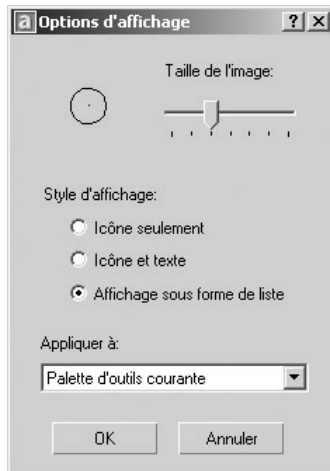 a Options d'affichage ? ×
Taille de l'image:
Style d'affichage:
Icône seulement
Icône et texte
Affichage sous forme de liste
Appliquer à:
Palette d'outils courante
OK Annuler